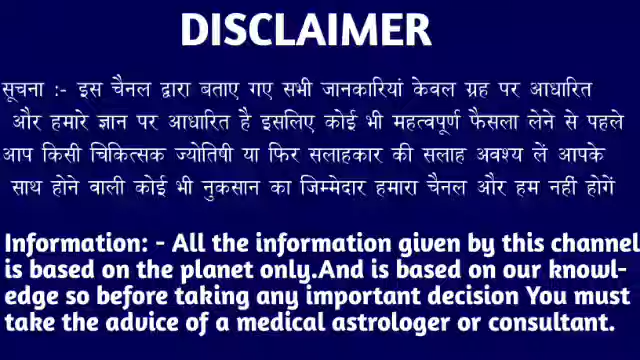 DISCLAIMER
सूचना :- इस चैनल द्वारा बताए गए सभी जानकारियां केवल ग्रह पर आधारित
और हमारे ज्ञान पर आधारित है इसलिए कोई भी महत्वपूर्ण फैसला लेने से पहले
आप किसी चिकित्सक ज्योतिषी या फिर सलाहकार की सलाह अवश्य लें आपके
साथ होने वाली कोई भी नुकसान का जिम्मेदार हमारा चैनल और हम नहीं होगें
Information: - All the information given by this channel
is based on the planet only.And is based on our knowl-
edge so before taking any important decision You must
take the advice of a medical astrologer or consultant.